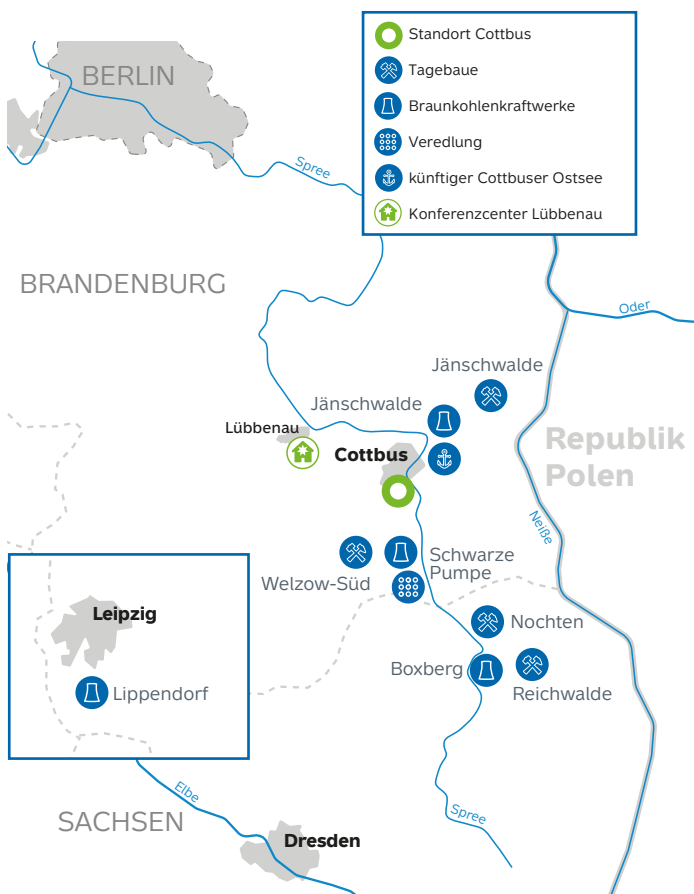 Standort Cottbus
Tagebaue
Braunkohlenkraftwerke
Veredlung
künftiger Cottbuser Ostsee
Konferenzcenter Lübbenau
BERLIN
Spree
BRANDENBURG
Oder
Jänschwalde
Jänschwalde
Lübbenau
Cottbus
Republik
Polen
Neiße
Welzow-Süd
Schwarze
Pumpe
Leipzig
Lippendorf
Nochten
Boxberg
Reichwalde
Elbe
SACHSEN
Spree
Dresden